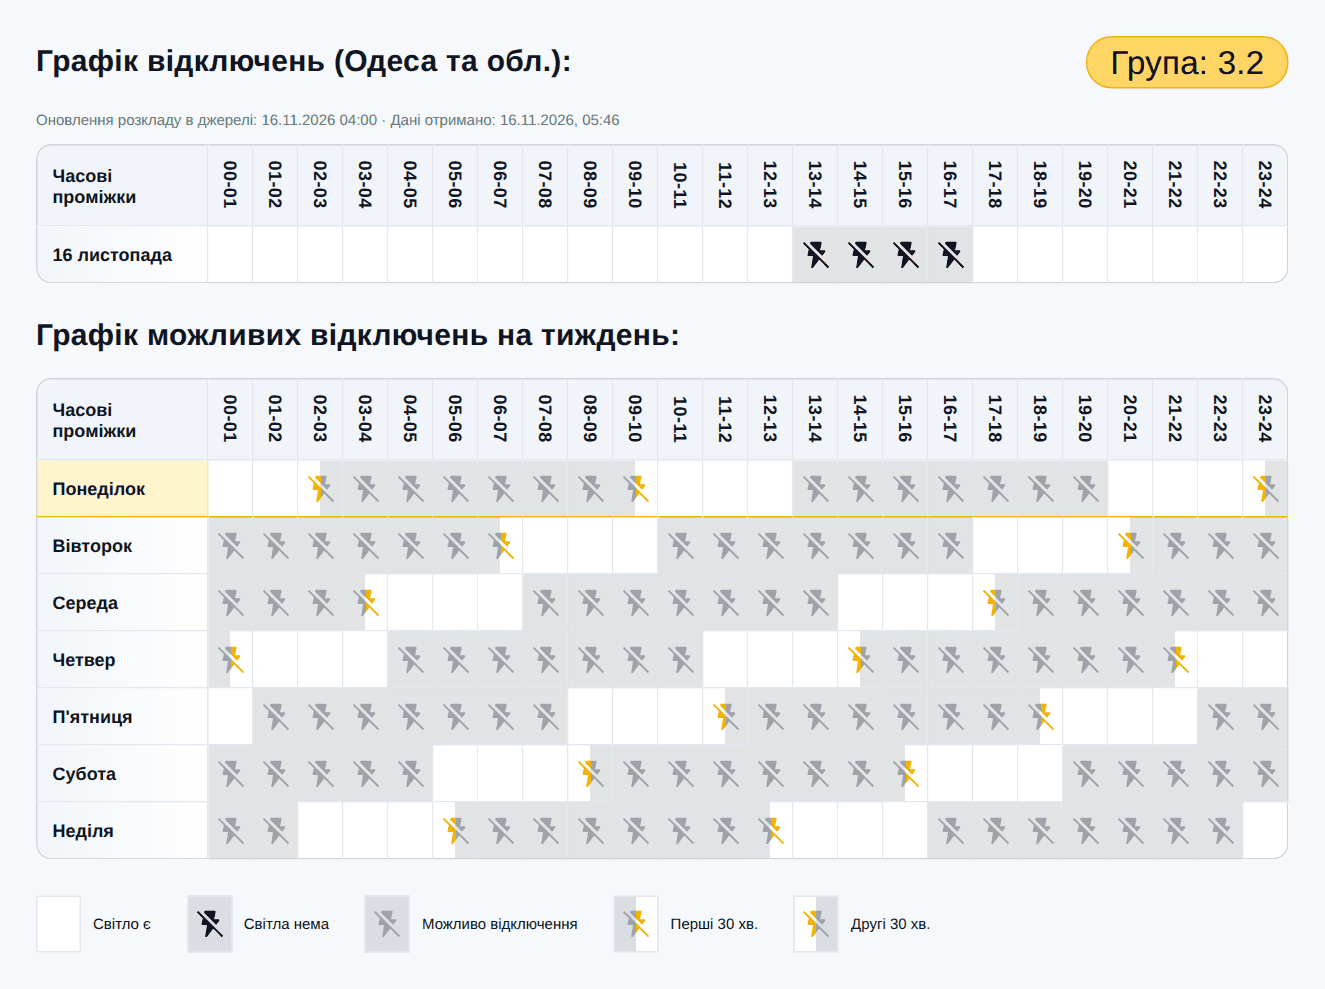 Графік відключень (Одеса та обл.):
Група: 3.2
Оновлення розкладу в джерелі: 16.11.2026 04:00 · Дані отримано: 16.11.2026, 05:46
Часові
проміжки
00-01 01-02 02-03 03-04 04-05 05-06 06-07 07-08 08-09 09-10 10-11 11-12 12-13 13-14 14-15 15-16 16-17 17-18 18-19 19-20 20-21 21-22 22-23 23-24
16 листопада
Графік можливих відключень на тиждень:
Часові
проміжки
00-01 01-02 02-03 03-04 04-05 05-06 06-07 07-08 08-09 09-10 10-11 11-12 12-13 13-14 14-15 15-16 16-17 17-18 18-19 19-20 20-21 21-22 22-23 23-24
Понеділок
Вівторок
Середа
Четвер
П'ятниця
Субота
Неділя
Світло є
Світла нема
Можливо відключення
Перші 30 хв.
Другі 30 хв.